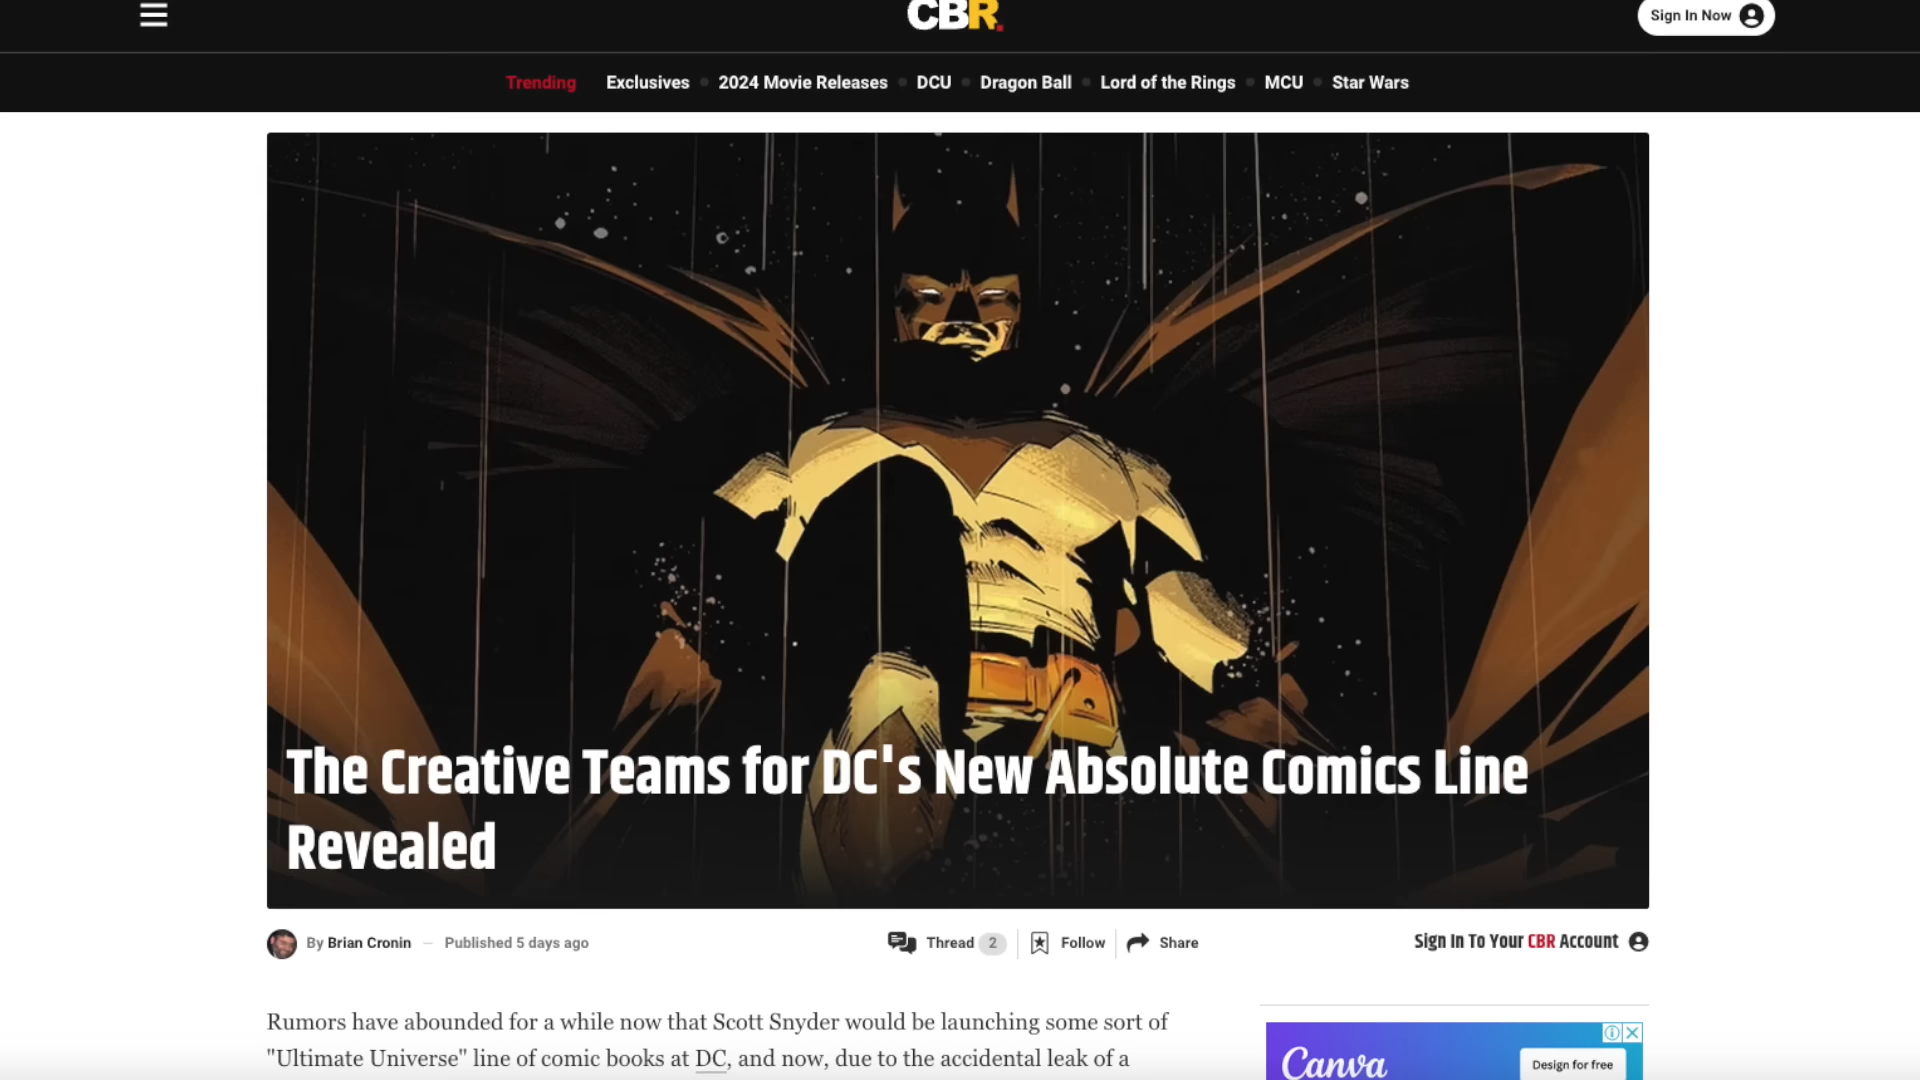 CBR.
Sign In Now
Trending Exclusives 2024 Movie Releases DCU Dragon Ball Lord of the Rings MCU Star Wars
The Creative Teams for DC's New Absolute Comics Line
Revealed
By Brian Cronin — Published 5 days ago
Thread 2 Follow Share
Sign In To Your CBR Account
Rumors have abounded for a while now that Scott Snyder would be launching some sort of
"Ultimate Universe" line of comic books at DC, and now, due to the accidental leak of a
Canva
Design for free